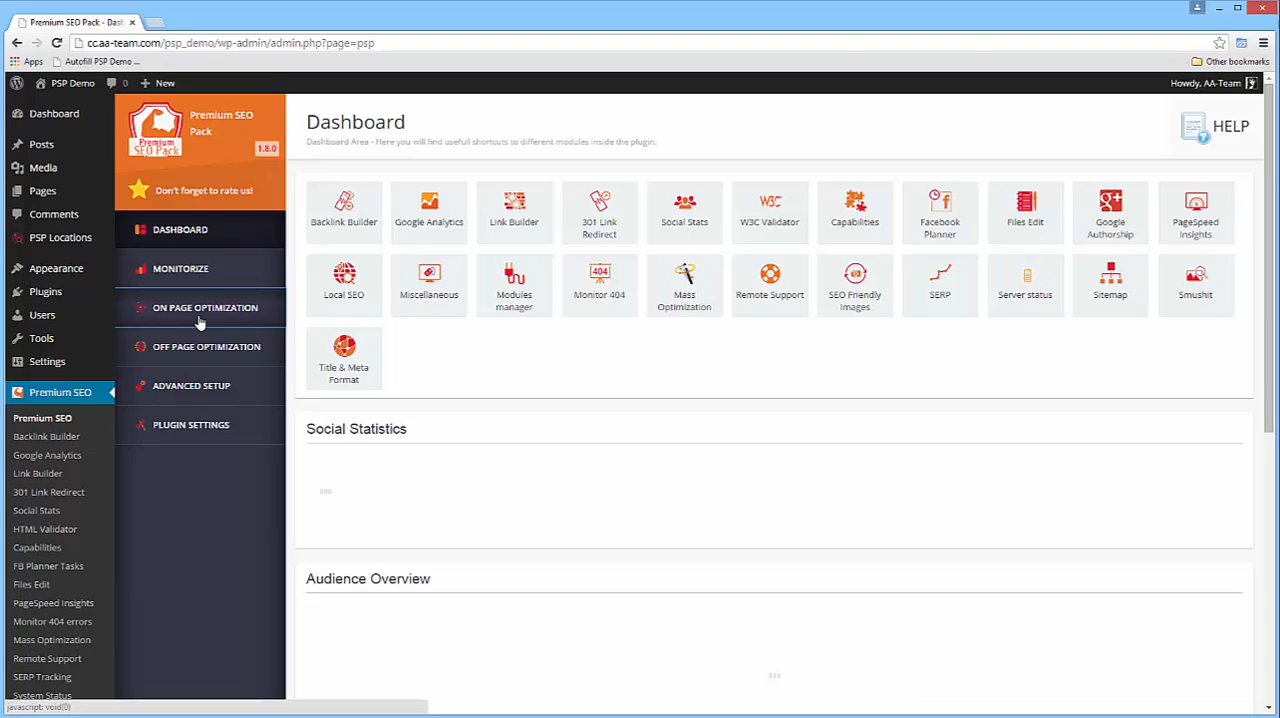 Premium SEO Pack - Dash
cc.aa-team.com/psp_demo/wp-admin/admin.php?page=psp
Apps
Autofill PSP Demo ...
Other bookmarks
PSP Demo
0
New
Howdy, AA-Team
Dashboard
Posts
Media
Pages
Comments
PSP Locations
Appearance
Plugins
Users
Tools
Settings
Premium SEO
Premium SEO
Backlink Builder
Google Analytics
Link Builder
301 Link Redirect
Social Stats
HTML Validator
Capabilities
FB Planner Tasks
Files Edit
PageSpeed Insights
Monitor 404 errors
Mass Optimization
Remote Support
SERP Tracking
System Status
javascript: void(0)
Premium
SEO Pack
Premium SEO
Pack
1.8.0
Don't forget to rate us!
DASHBOARD
MONITORIZE
ON PAGE OPTIMIZATION
OFF PAGE OPTIMIZATION
ADVANCED SETUP
PLUGIN SETTINGS
Dashboard
Dashboard Area - Here you will find usefull shortcuts to different modules inside the plugin.
HELP
Backlink Builder
Google Analytics
Link Builder
301 Link
Redirect
Social Stats
W3C
W3C Validator
Capabilities
Facebook
Planner
Files Edit
Google
Authorship
PageSpeed
Insights
Local SEO
Miscellaneous
Modules
manager
404
Monitor 404
Mass
Optimization
Remote Support
SEO Friendly
Images
SERP
Server status
Sitemap
Smushit
Title & Meta
Format
Social Statistics
Audience Overview